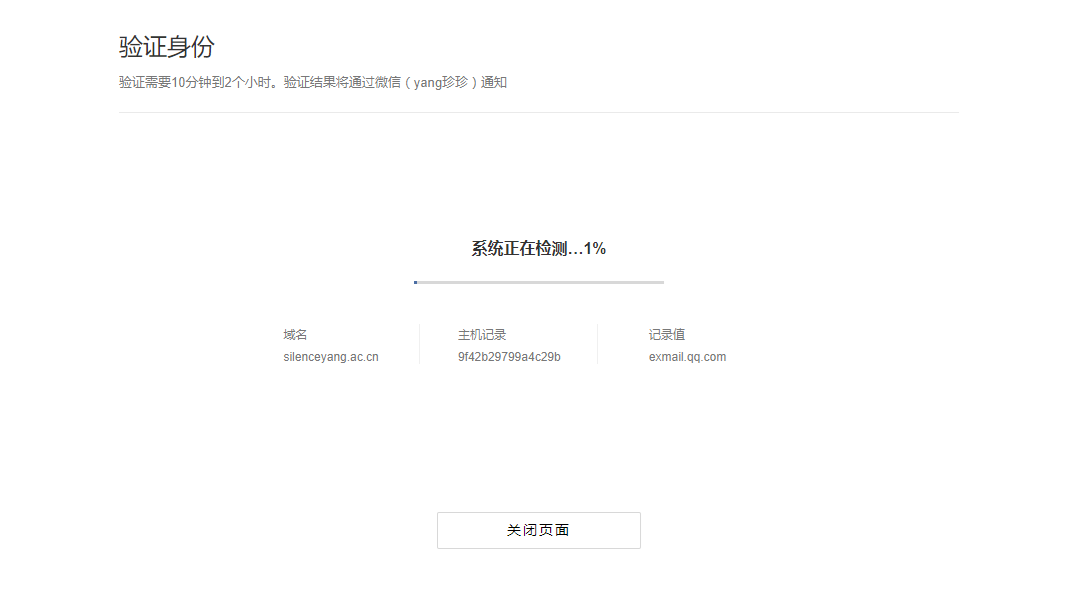 验证身份
验证需要10分钟到2个小时。验证结果将通过微信（yang珍珍）通知
系统正在检测...1%
域名
silenceyang.ac.cn
主机记录
9f42b29799a4c29b
记录值
exmail.qq.com
关闭页面